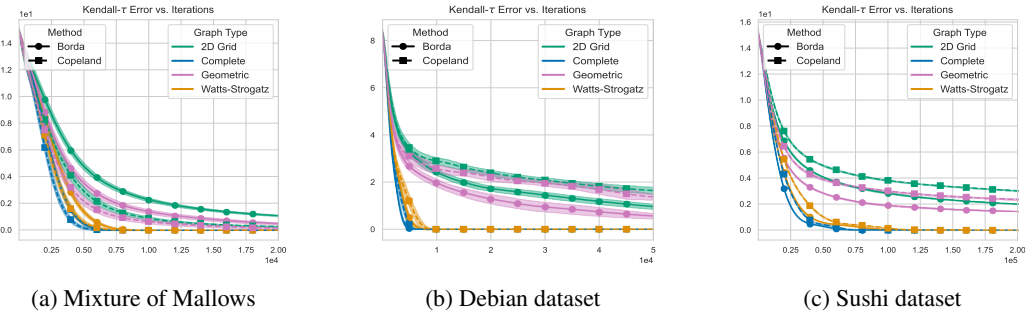 Kendall-τ Error vs. Iterations
1e1
Method
Borda
Copeland
Graph Type
2D Grid
Complete
Geometric
Watts-Strogatz
1.6
1.4
1.2
1.0
0.8
0.6
0.4
0.2
0.0
0.25 0.50 0.75 1.00 1.25 1.50 1.75 2.00
1e4
(a) Mixture of Mallows
Kendall-τ Error vs. Iterations
Method
Borda
Copeland
Graph Type
2D Grid
Complete
Geometric
Watts-Strogatz
8
6
4
2
0
1 2 3 4 5
1e4
(b) Debian dataset
Kendall-τ Error vs. Iterations
1e1
Method
Borda
Copeland
Graph Type
2D Grid
Complete
Geometric
Watts-Strogatz
1.6
1.4
1.2
1.0
0.8
0.6
0.4
0.2
0.0
0.25 0.50 0.75 1.00 1.25 1.50 1.75 2.00
1e5
(c) Sushi dataset